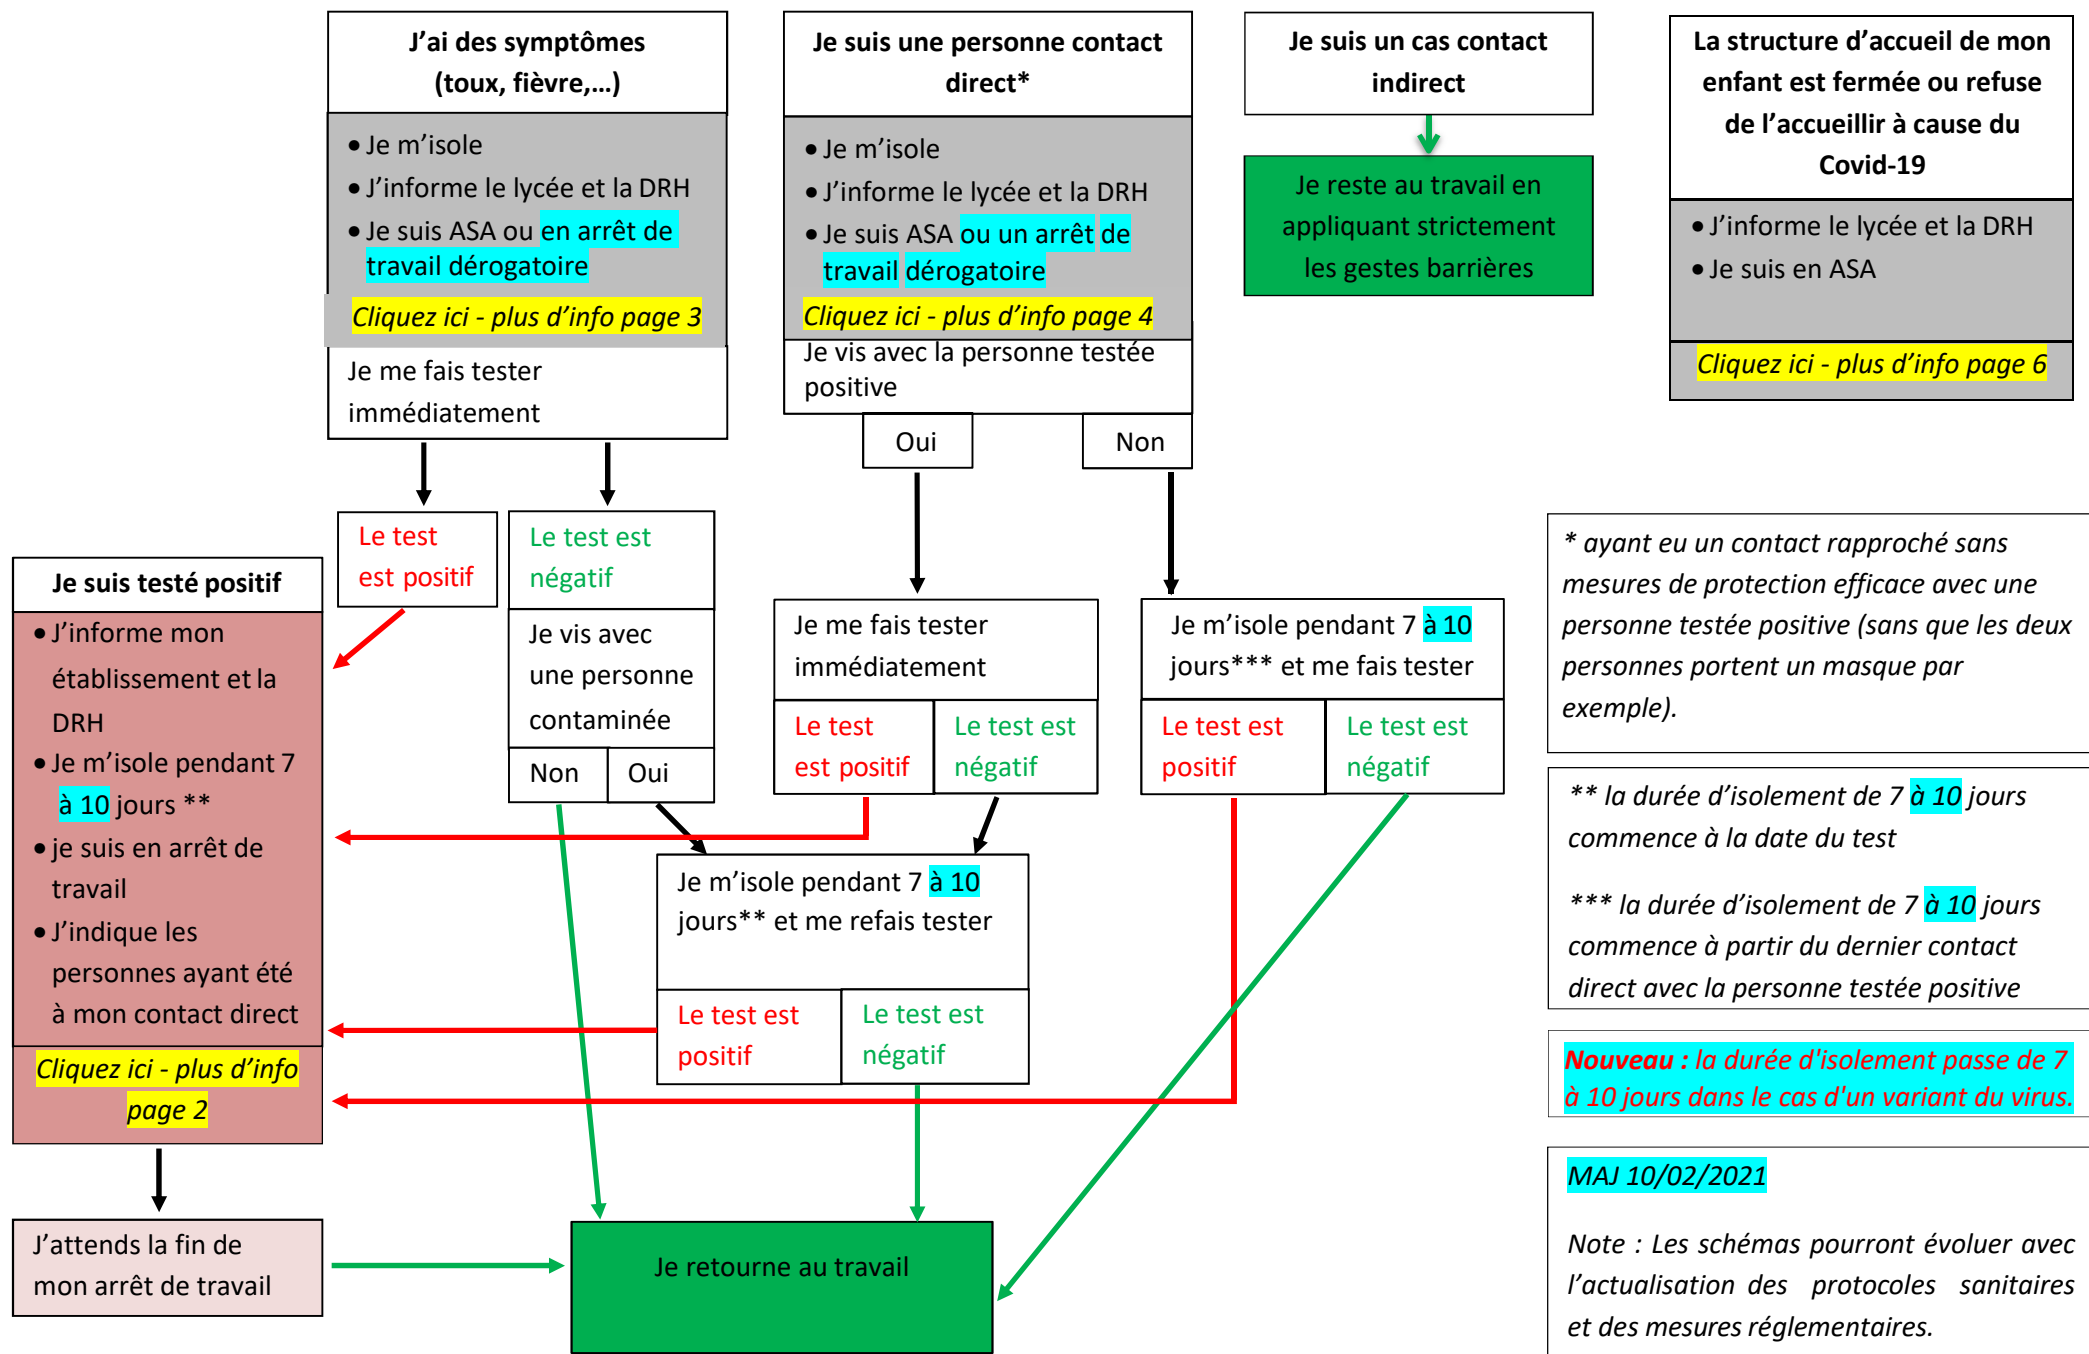 J’ai des symptômes
(toux, fièvre,…)
• Je m’isole
• J’informe le lycée et la DRH
• Je suis ASA ou en arrêt de
travail dérogatoire
Cliquez ici - plus d’info page 3
Je me fais tester
immédiatement
Je suis une personne contact
direct*
• Je m’isole
• J’informe le lycée et la DRH
• Je suis ASA ou un arrêt de
travail dérogatoire
Cliquez ici - plus d’info page 4
Je vis avec la personne testée
positive
Oui
Non
Je suis un cas contact
indirect
Je reste au travail en
appliquant strictement
les gestes barrières
La structure d’accueil de mon
enfant est fermée ou refuse
de l’accueillir à cause du
Covid-19
• J’informe le lycée et la DRH
• Je suis en ASA
Cliquez ici - plus d’info page 6
Le test
est positif
Le test est
négatif
Je vis avec
une personne
contaminée
Non
Oui
Je suis testé positif
• J’informe mon
établissement et la
DRH
• Je m’isole pendant 7
à 10 jours **
• je suis en arrêt de
travail
• J’indique les
personnes ayant été
à mon contact direct
Cliquez ici - plus d’info
page 2
J’attends la fin de
mon arrêt de travail
Je me fais tester
immédiatement
Le test
est positif
Le test est
négatif
Je m’isole pendant 7 à 10
jours*** et me fais tester
Le test est
positif
Le test est
négatif
Je m’isole pendant 7 à 10
jours** et me refais tester
Le test est
positif
Le test est
négatif
Je retourne au travail
* ayant eu un contact rapproché sans
mesures de protection efficace avec une
personne testée positive (sans que les deux
personnes portent un masque par
exemple).
** la durée d’isolement de 7 à 10 jours
commence à la date du test
*** la durée d’isolement de 7 à 10 jours
commence à partir du dernier contact
direct avec la personne testée positive
Nouveau : la durée d'isolement passe de 7
à 10 jours dans le cas d'un variant du virus.
MAJ 10/02/2021
Note : Les schémas pourront évoluer avec
l’actualisation des protocoles sanitaires
et des mesures réglementaires.